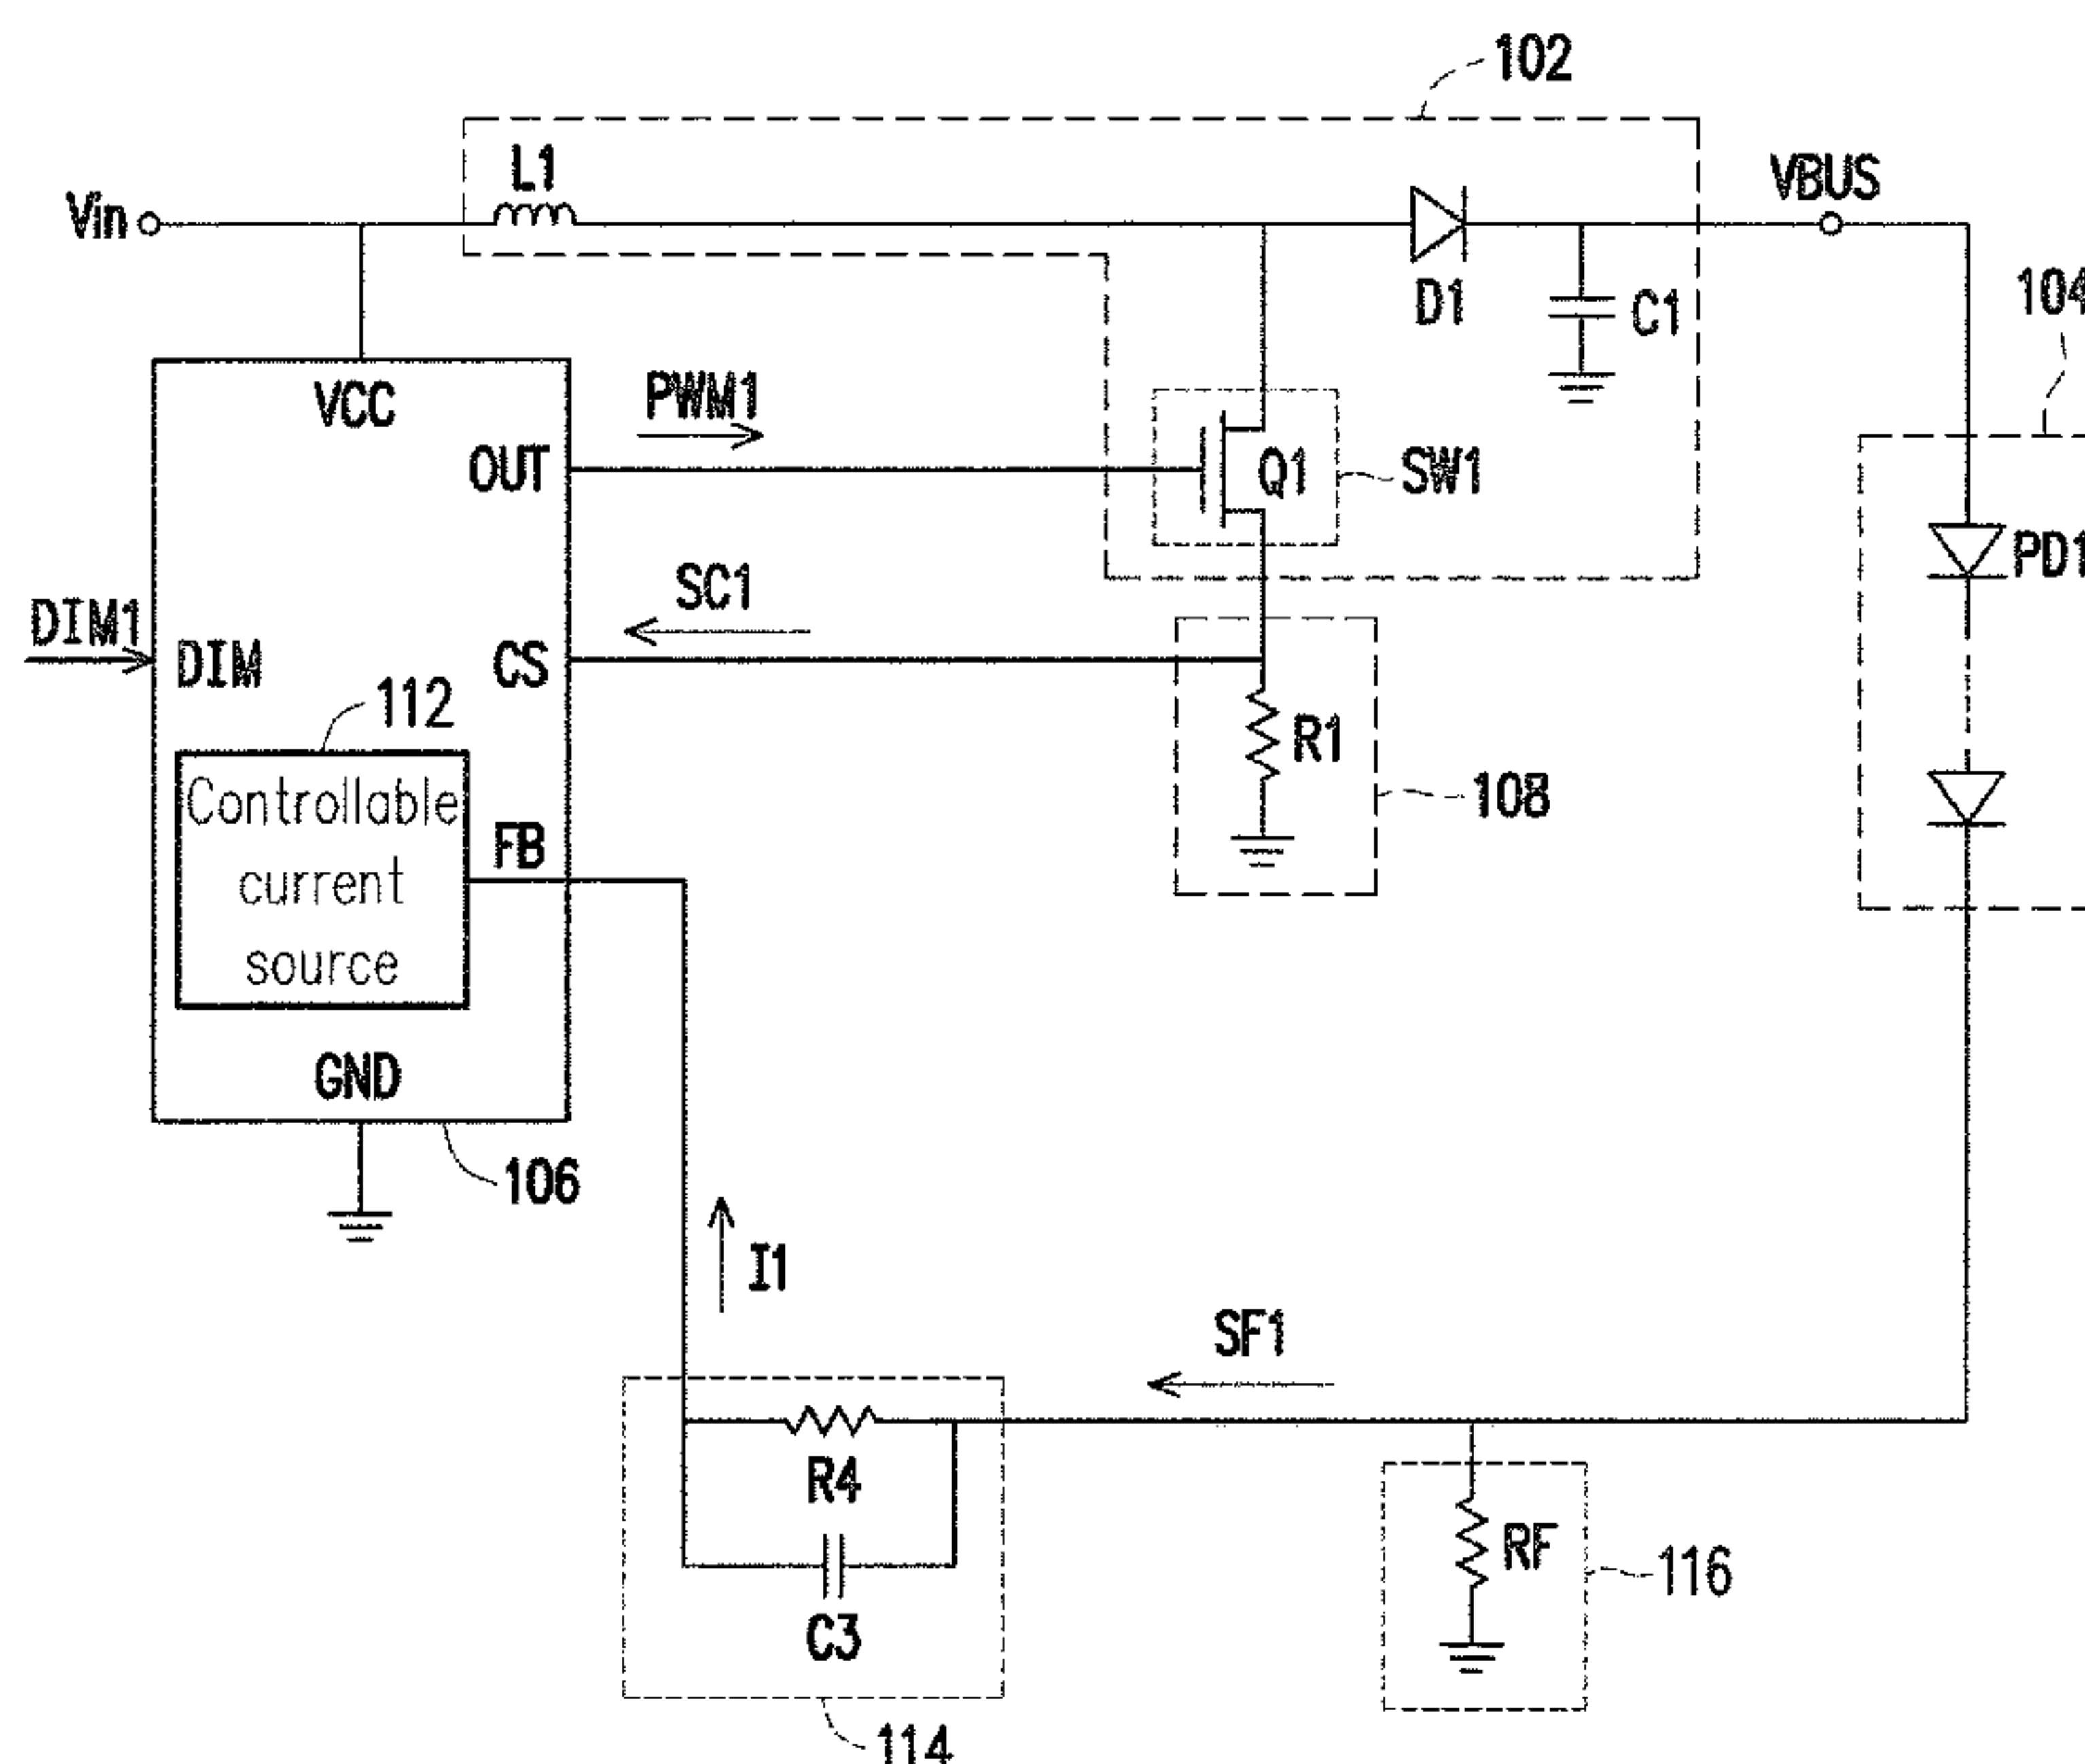 102
L1
Vin
VBUS
D1
C1
104
VCC
PWM1
OUT
Q1
SW1
PD1
SC1
DIM1
DIM
CS
112
R1
108
Controllable
current
source
FB
GND
106
I1
SF1
R4
RF
116
C3
114